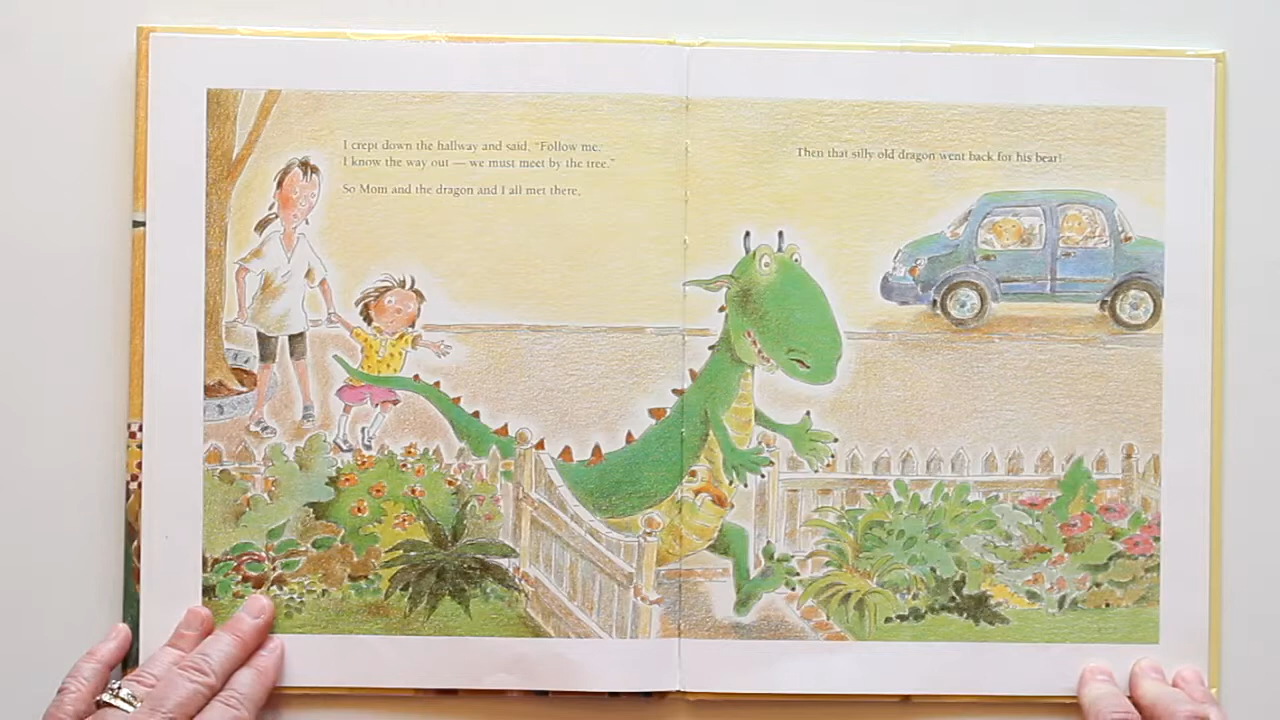 I crept down the hallway and said, "Follow me.
I know the way out — we must meet by the tree."
So Mom and the dragon and I all met there,
Then that silly old dragon went back for his bear!